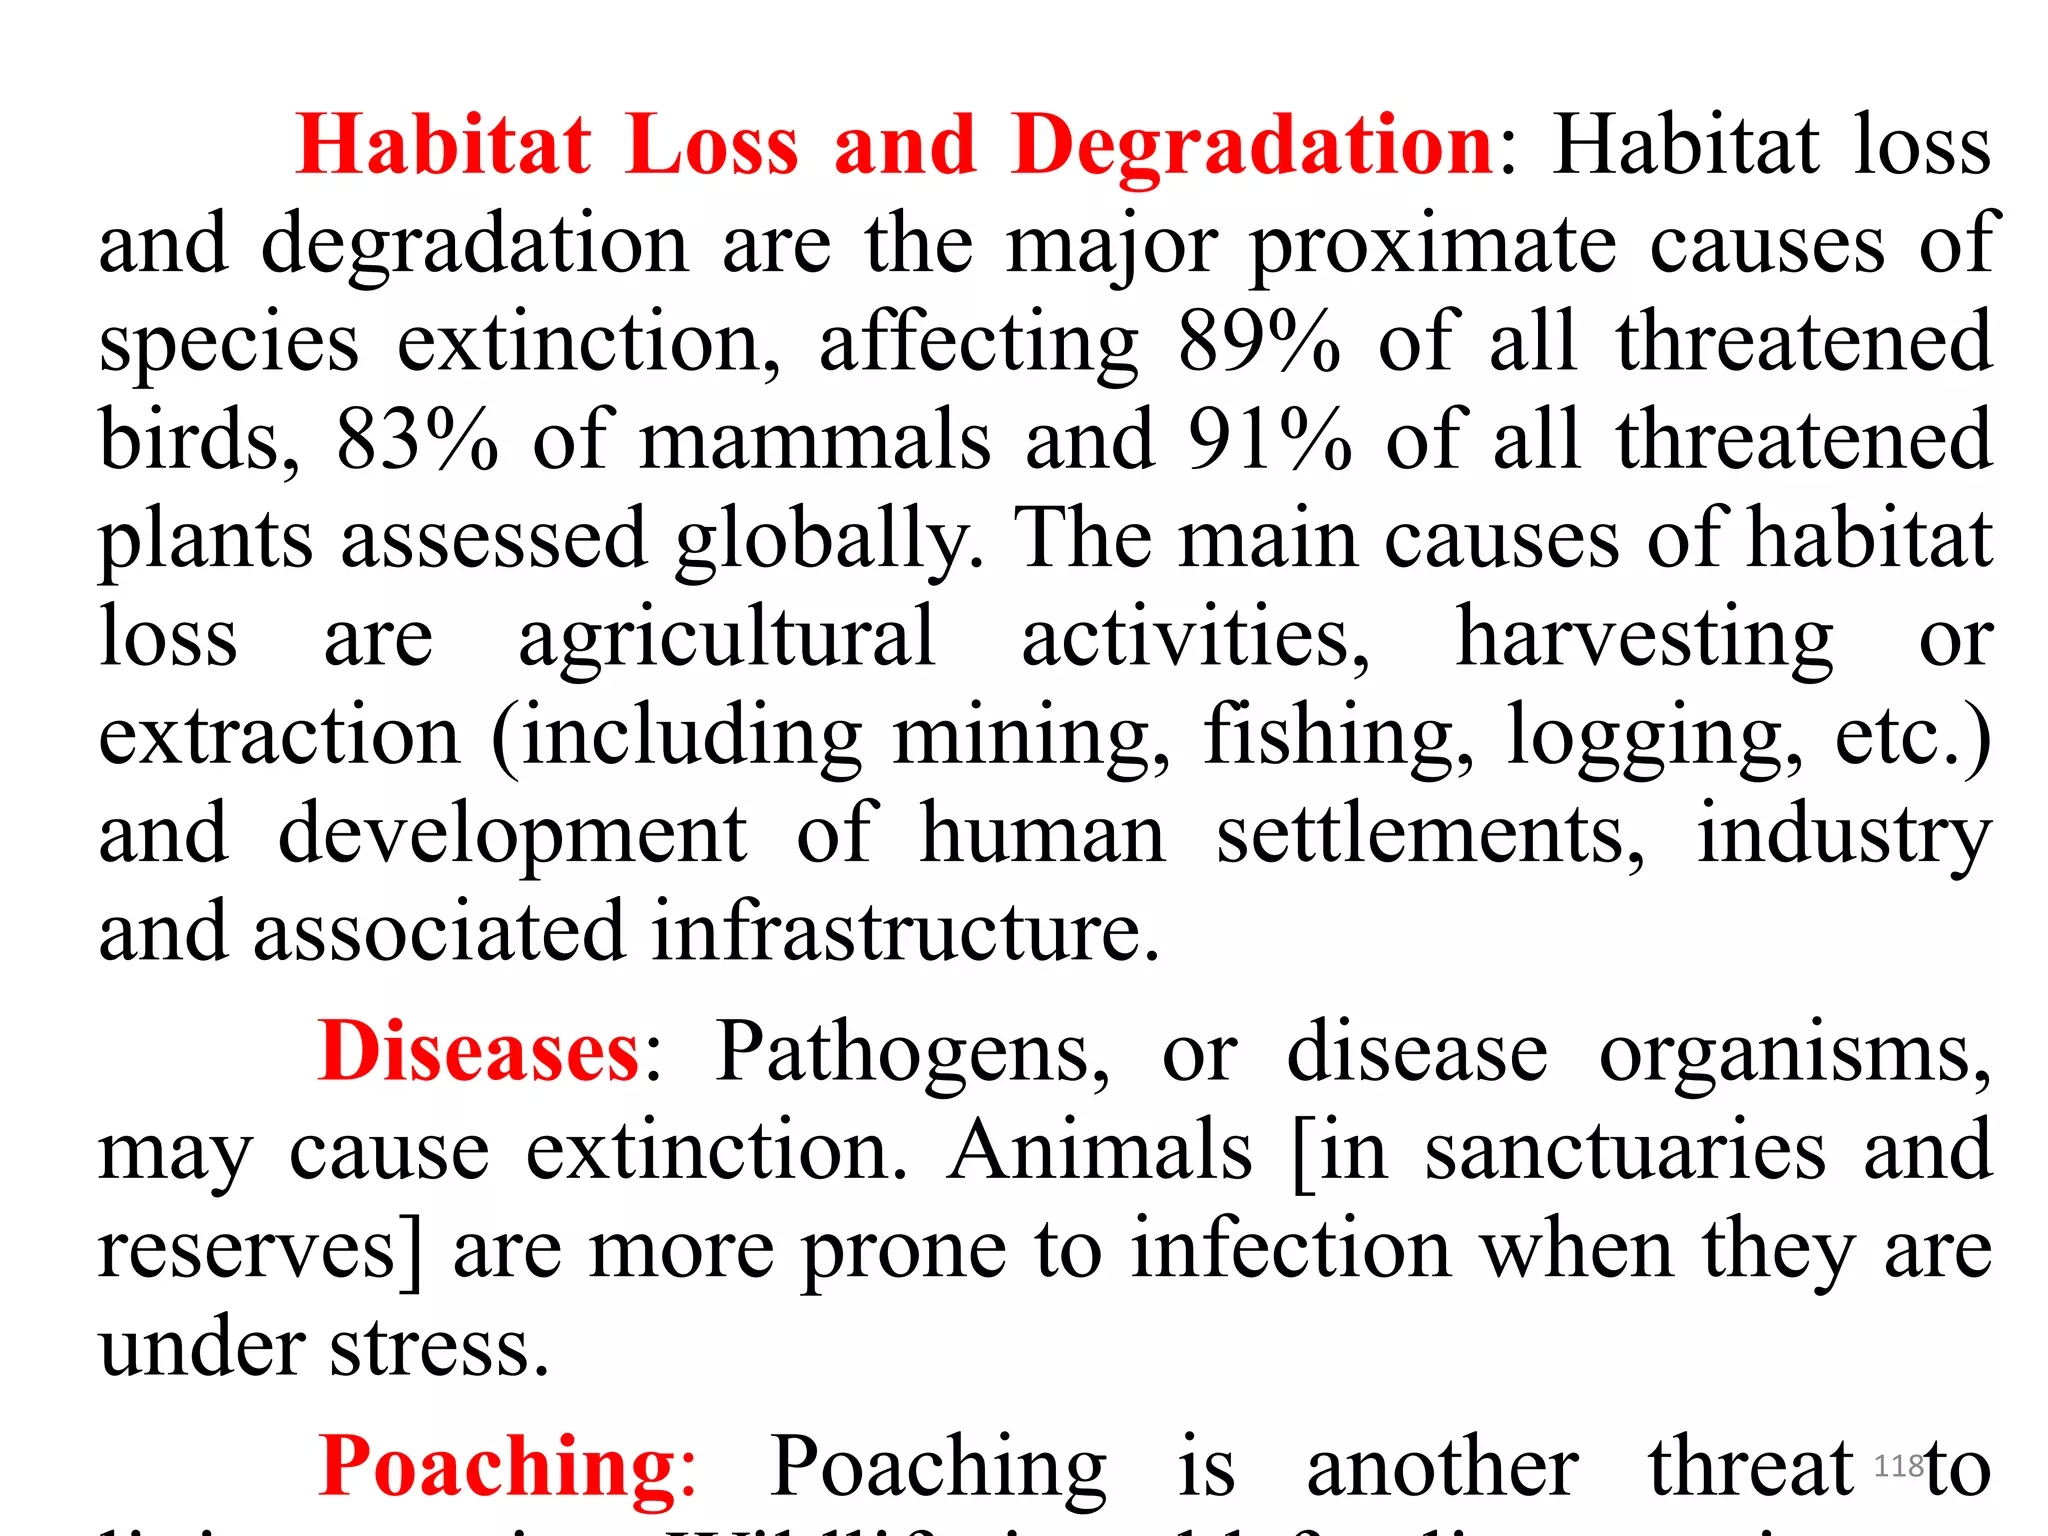 Habitat Loss and Degradation: Habitat loss
and degradation are the major proximate causes of
species extinction, affecting 89% of all threatened
birds, 83% of mammals and 91% of all threatened
plants assessed globally. The main causes of habitat
loss are agricultural activities, harvesting or
extraction (including mining, fishing, logging, etc.)
and development of human settlements, industry
and associated infrastructure.
Diseases: Pathogens, or disease organisms,
may cause extinction. Animals [in sanctuaries and
reserves] are more prone to infection when they are
under stress.
Poaching: Poaching is another threat to
118